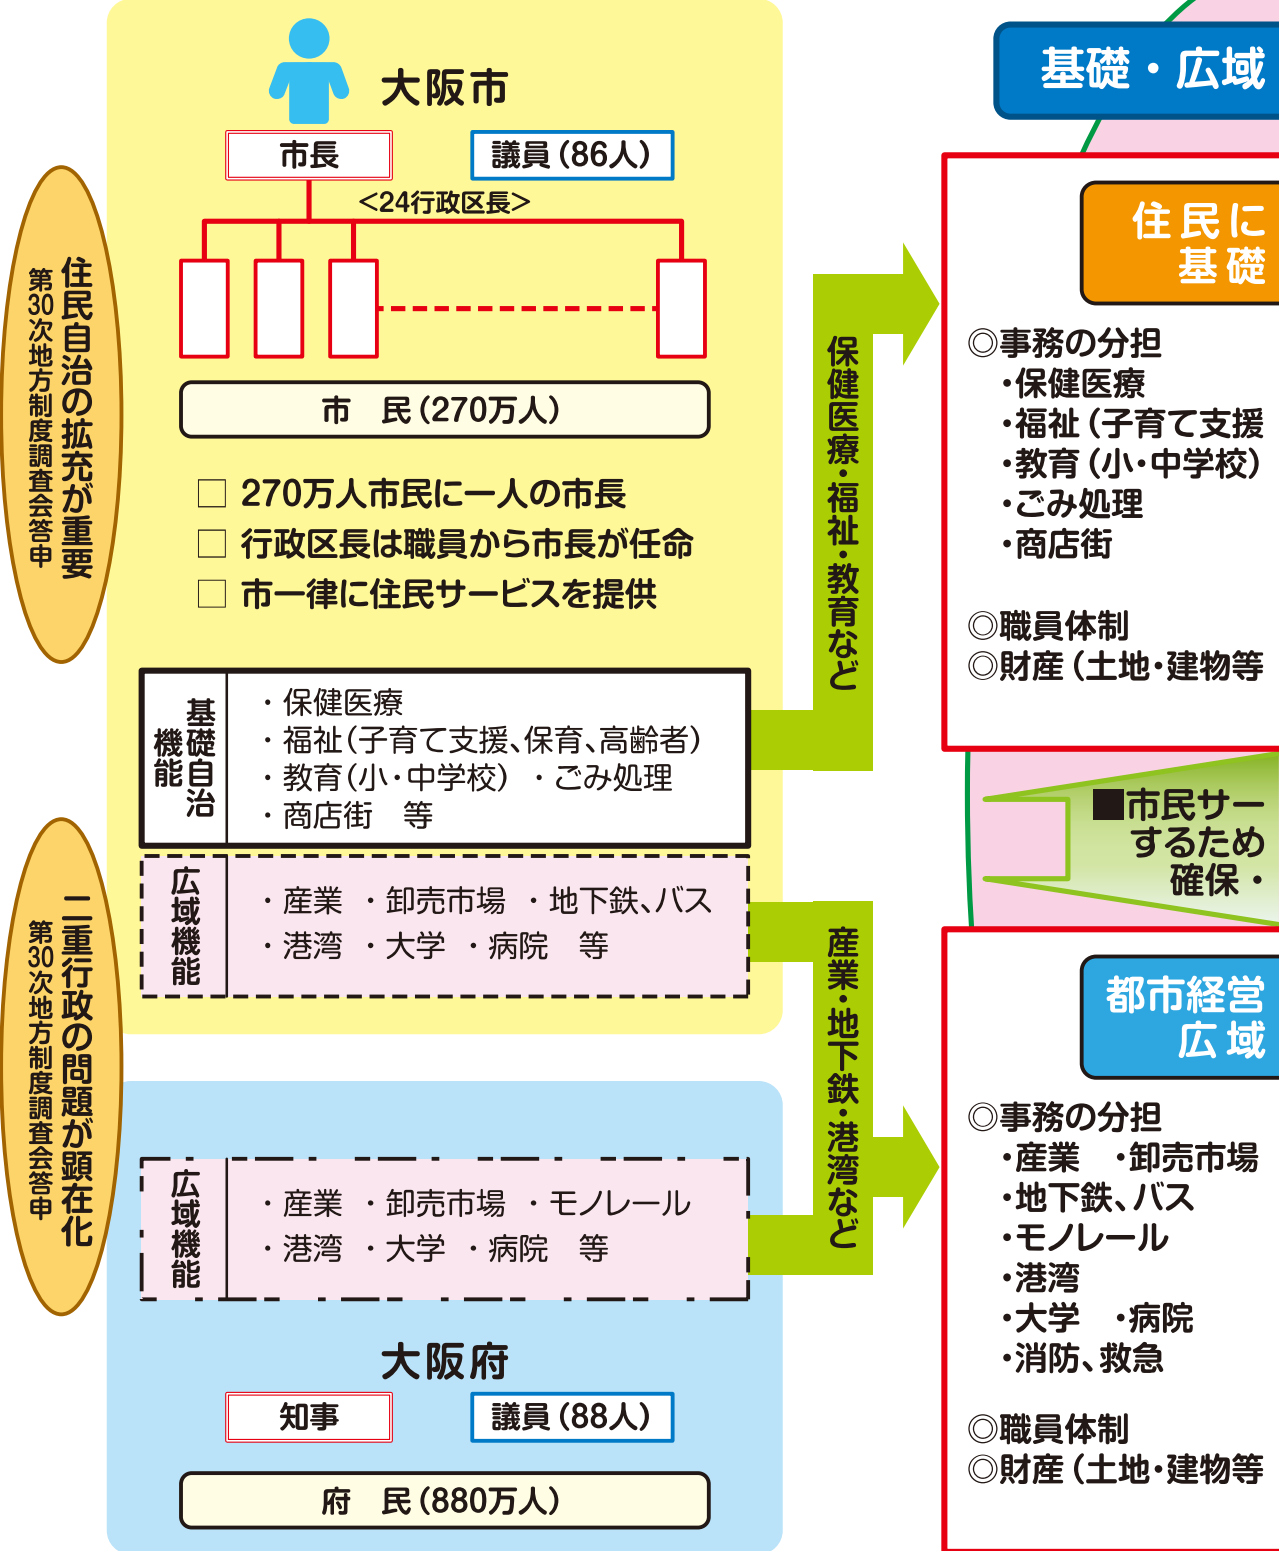 大阪市
市長
議員(86人)
<24行政区長>
市　民(270万人)
□ 270万人市民に一人の市長
□ 行政区長は職員から市長が任命
□ 市一律に住民サービスを提供
住民自治の拡充が重要
第30次地方制度調査会答申
基礎自治
機能
・保健医療
・福祉(子育て支援、保育、高齢者)
・教育(小・中学校)　・ごみ処理
・商店街　等
広域機能
・産業　・卸売市場　・地下鉄、バス
・港湾　・大学　・病院　等
二重行政の問題が顕在化
第30次地方制度調査会答申
広域機能
・産業　・卸売市場　・モノレール
・港湾　・大学　・病院　等
大阪府
知事
議員(88人)
府　民(880万人)
保健医療・福祉・教育など
産業・地下鉄・港湾など
基礎・広域
住民に
基礎
◎事務の分担
・保健医療
・福祉(子育て支援
・教育(小・中学校)
・ごみ処理
・商店街
◎職員体制
◎財産(土地・建物等
■市民サー
するため
確保・
都市経営
広域
◎事務の分担
・産業　・卸売市場
・地下鉄、バス
・モノレール
・港湾
・大学　・病院
・消防、救急
◎職員体制
◎財産(土地・建物等